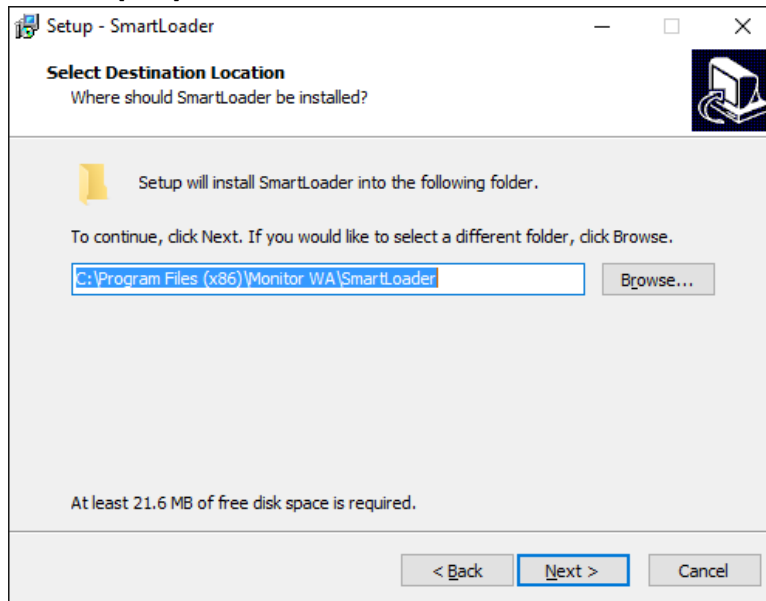 Setup - SmartLoader
Select Destination Location
Where should SmartLoader be installed?
Setup will install SmartLoader into the following folder.
To continue, click Next. If you would like to select a different folder, click Browse.
C:\Program Files (x86)\Monitor WA\SmartLoader
Browse...
At least 21.6 MB of free disk space is required.
< Back
Next >
Cancel